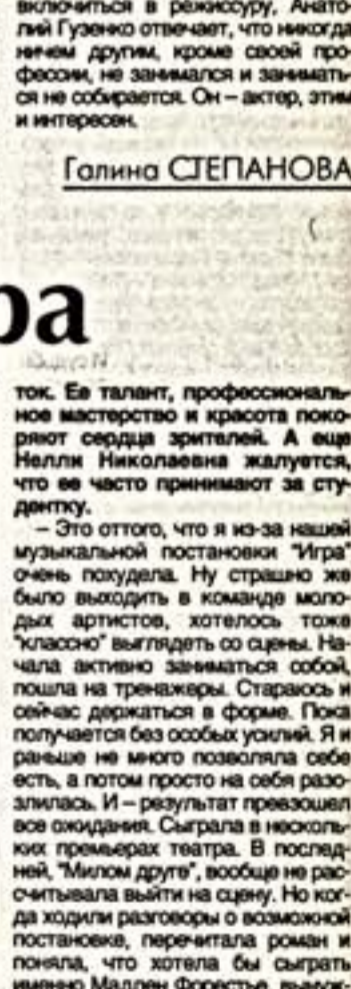 включиться в режиссуру, Анато-
лий Гузенко отвечает, что никогда
ничем другим, кроме своей про-
фессии, не занимался и занимать-
ся не собирается. Он – актер, этим
и интересен.
Галина СТЕПАНОВА
ра
ток. Ее талант, профессиональ-
ное мастерство и красота поко-
ряют сердца зрителей. А еще
Нелли Николаевна жалуется,
что ее часто принимают за сту-
дентку.
– Это оттого, что я из-за нашей
музыкальной постановки "Игра"
очень похудела. Ну страшно же
было выходить в команде моло-
дых артистов, хотелось тоже
"классно" выглядеть со сцены. На-
чала активно заниматься собой,
пошла на тренажеры. Стараюсь и
сейчас держаться в форме. Пока
получается без особых усилий. Я и
раньше не много позволяла себе
есть, а потом просто на себя разо-
злилась. И – результат превзошел
все ожидания. Сыграла в несколь-
ких премьерах театра. В послед-
ней, "Милом друге", вообще не рас-
считывала выйти на сцену. Но ког-
да ходили разговоры о возможной
постановке, перечитала роман и
поняла, что хотела бы сыграть
именно Мадлен Форестье,